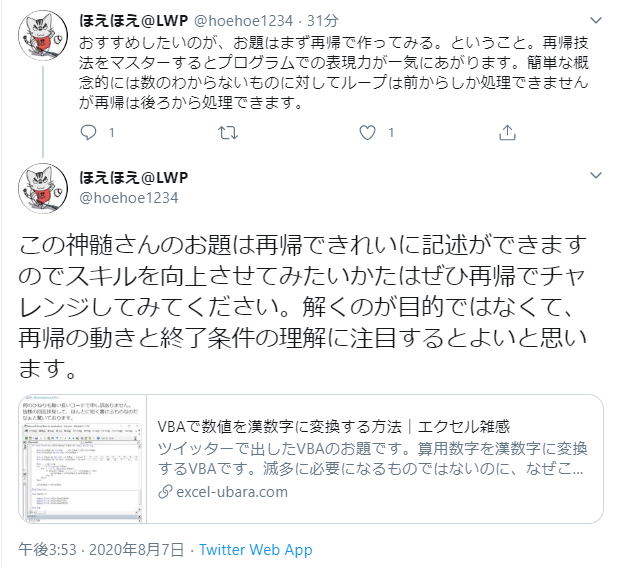 ほえほえ@LWP @hoehoe1234 · 31分
おすすめしたいのが、お題はまず再帰で作ってみる。ということ。再帰技
法をマスターするとプログラムでの表現力が一気にあがります。簡単な概
念的には数のわからないものに対してループは前からしか処理できません
が再帰は後ろから処理できます。
1 1
ほえほえ@LWP
@hoehoe1234
この神髄さんのお題は再帰できれいに記述ができます
のでスキルを向上させてみたいかたはぜひ再帰でチャ
レンジしてみてください。解くのが目的ではなくて、
再帰の動きと終了条件の理解に注目するとよいと思い
ます。
VBAで数値を漢数字に変換する方法｜エクセル雑感
ツイッターで出したVBAのお題です。算用数字を漢数字に変換
するVBAです。滅多に必要になるものではないのに、なぜこ...
excel-ubara.com
午後3:53 · 2020年8月7日 · Twitter Web App